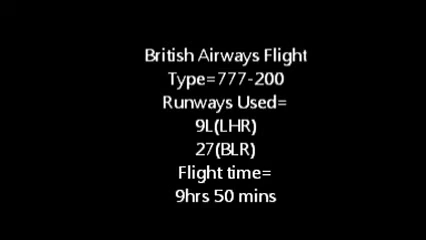 British Airways Flight
Type=777-200
Runways Used=
9L(LHR)
27(BLR)
Flight time=
9hrs 50 mins